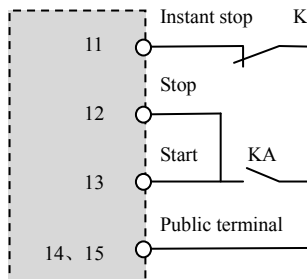 Instant stop K
11
Stop
12
Start KA
13
Public terminal
14、15